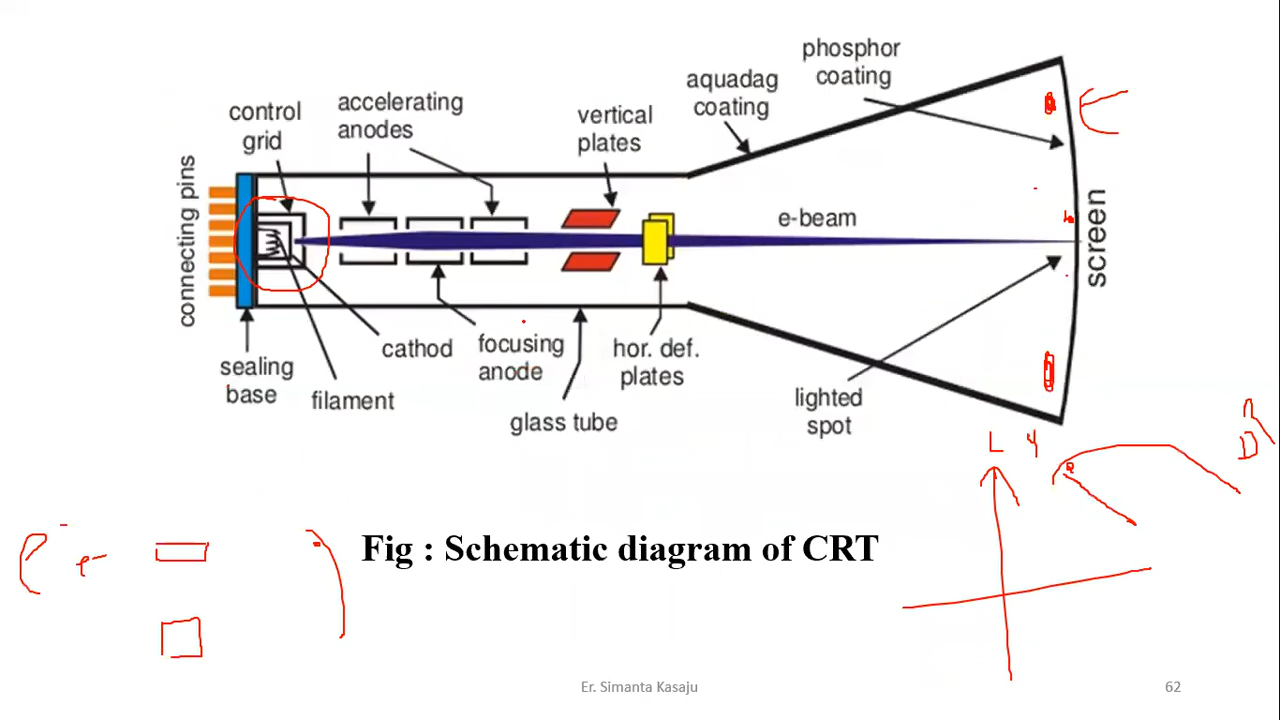 phosphor
coating
aquadag
coating
accelerating
anodes
control
grid
vertical
plates
connecting pins
e-beam
screen
sealing
base
filament
cathod
focusing
anode
glass tube
hor. def.
plates
lighted
spot
L
D
e-
Fig : Schematic diagram of CRT
Er. Simanta Kasaju
62